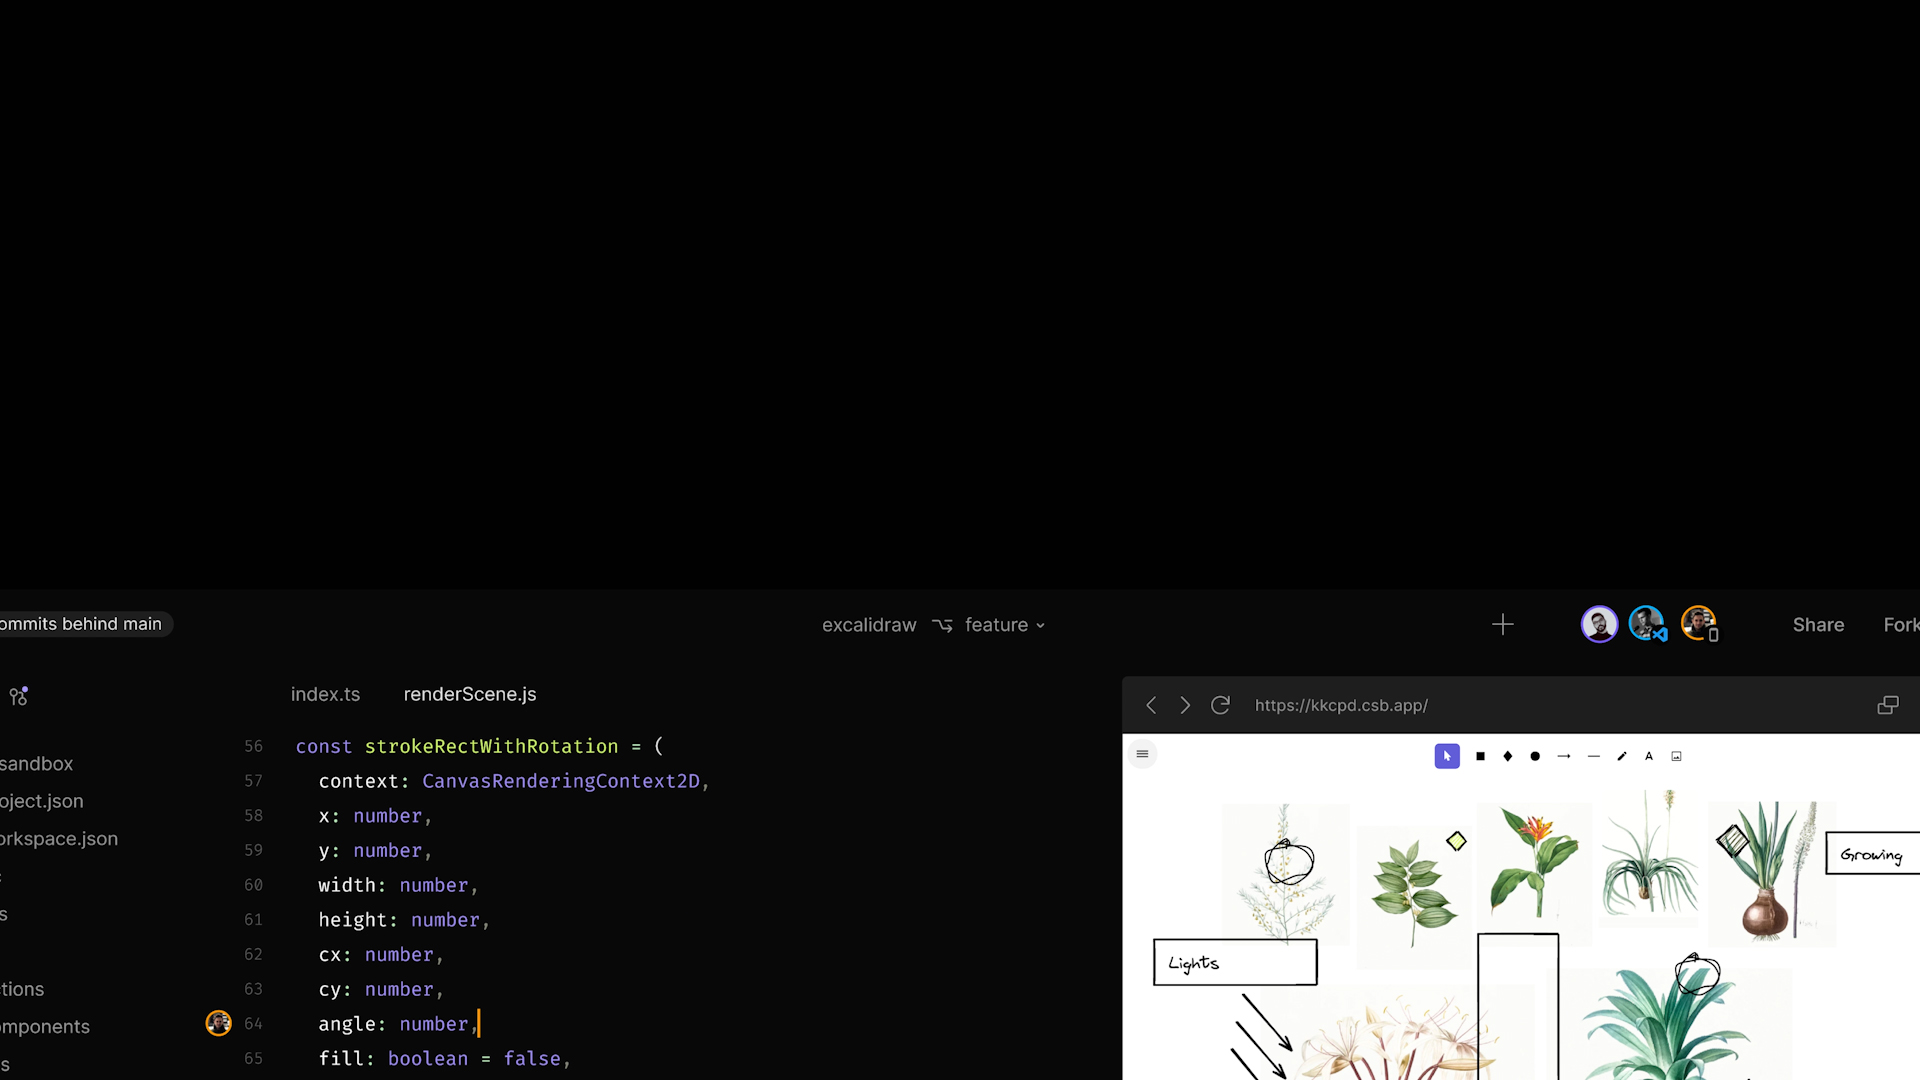 ommits behind main
excalidraw feature
Share
Fork
index.ts renderScene.js
https://kkcpd.csb.app/
sandbox
oject.json
orkspace.json
s
ctions
omponents
s
56 const strokeRectWithRotation = (
57 context: CanvasRenderingContext2D,
58 x: number,
59 y: number,
60 width: number,
61 height: number,
62 cx: number,
63 cy: number,
64 angle: number,
65 fill: boolean = false,
A
Growing
Lights